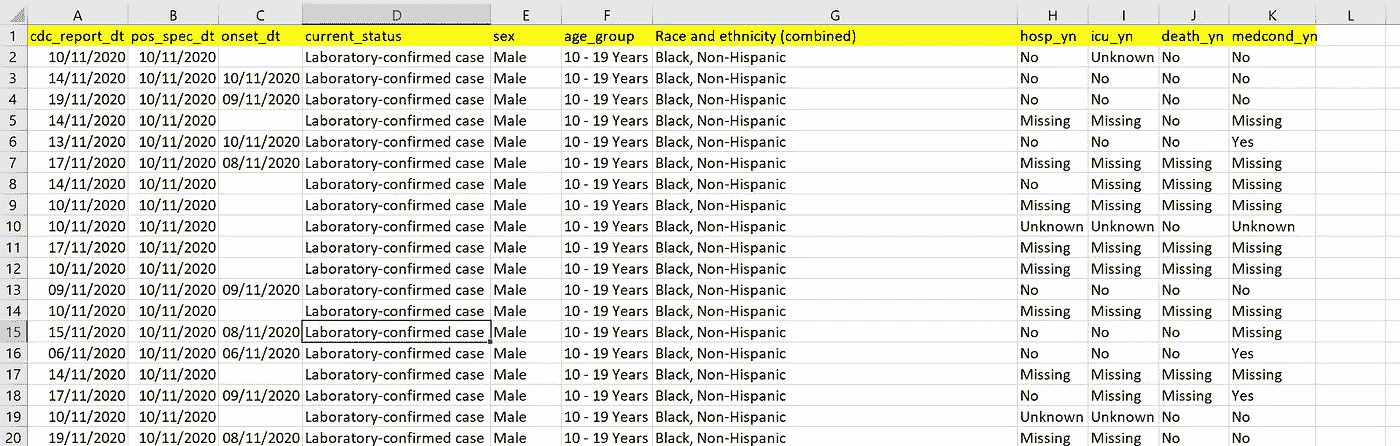 A B C D E F G H I J K L
1 cdc_report_dt pos_spec_dt onset_dt current_status sex age_group Race and ethnicity (combined) hosp_yn icu_yn death_yn medcond_yn
2 10/11/2020 10/11/2020 Laboratory-confirmed case Male 10 - 19 Years Black, Non-Hispanic No Unknown No No
3 14/11/2020 10/11/2020 10/11/2020 Laboratory-confirmed case Male 10 - 19 Years Black, Non-Hispanic No No No No
4 19/11/2020 10/11/2020 09/11/2020 Laboratory-confirmed case Male 10 - 19 Years Black, Non-Hispanic No No No No
5 14/11/2020 10/11/2020 Laboratory-confirmed case Male 10 - 19 Years Black, Non-Hispanic Missing Missing No Missing
6 13/11/2020 10/11/2020 10/11/2020 Laboratory-confirmed case Male 10 - 19 Years Black, Non-Hispanic No No No Yes
7 17/11/2020 10/11/2020 08/11/2020 Laboratory-confirmed case Male 10 - 19 Years Black, Non-Hispanic Missing Missing Missing Missing
8 14/11/2020 10/11/2020 Laboratory-confirmed case Male 10 - 19 Years Black, Non-Hispanic No Missing Missing Missing
9 10/11/2020 10/11/2020 Laboratory-confirmed case Male 10 - 19 Years Black, Non-Hispanic Missing Missing Missing Missing
10 10/11/2020 10/11/2020 Laboratory-confirmed case Male 10 - 19 Years Black, Non-Hispanic Unknown Unknown No Unknown
11 17/11/2020 10/11/2020 Laboratory-confirmed case Male 10 - 19 Years Black, Non-Hispanic Missing Missing Missing Missing
12 10/11/2020 10/11/2020 Laboratory-confirmed case Male 10 - 19 Years Black, Non-Hispanic Missing Missing Missing Missing
13 09/11/2020 10/11/2020 09/11/2020 Laboratory-confirmed case Male 10 - 19 Years Black, Non-Hispanic No No No No
14 10/11/2020 10/11/2020 Laboratory-confirmed case Male 10 - 19 Years Black, Non-Hispanic Missing Missing Missing Missing
15 15/11/2020 10/11/2020 08/11/2020 Laboratory-confirmed case Male 10 - 19 Years Black, Non-Hispanic No No No Missing
16 06/11/2020 10/11/2020 06/11/2020 Laboratory-confirmed case Male 10 - 19 Years Black, Non-Hispanic No No No Yes
17 14/11/2020 10/11/2020 Laboratory-confirmed case Male 10 - 19 Years Black, Non-Hispanic Missing Missing Missing Missing
18 17/11/2020 10/11/2020 09/11/2020 Laboratory-confirmed case Male 10 - 19 Years Black, Non-Hispanic No Missing Missing Yes
19 10/11/2020 10/11/2020 Laboratory-confirmed case Male 10 - 19 Years Black, Non-Hispanic Unknown Unknown No No
20 19/11/2020 10/11/2020 08/11/2020 Laboratory-confirmed case Male 10 - 19 Years Black, Non-Hispanic Missing Missing No No